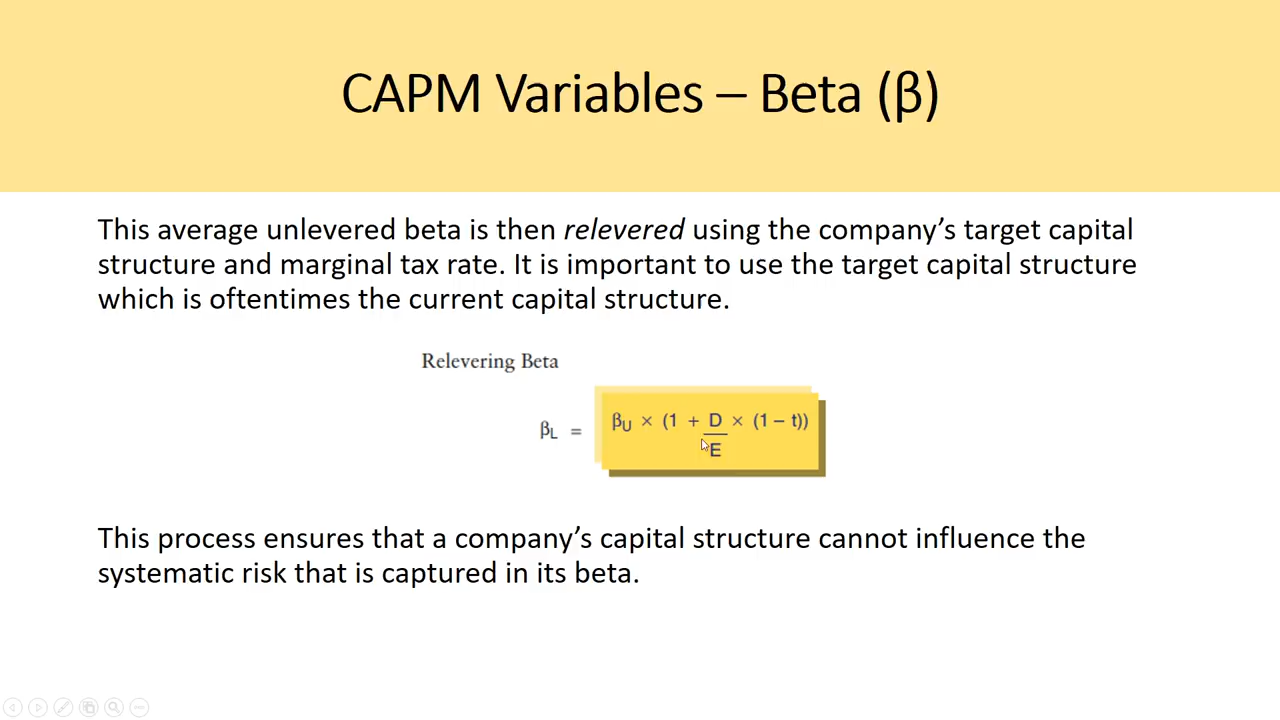 CAPM Variables – Beta (β)
This average unlevered beta is then relevered using the company’s target capital
structure and marginal tax rate. It is important to use the target capital structure
which is oftentimes the current capital structure.
Relevering Beta
βL = βU × (1 + D/E × (1 – t))
This process ensures that a company’s capital structure cannot influence the
systematic risk that is captured in its beta.